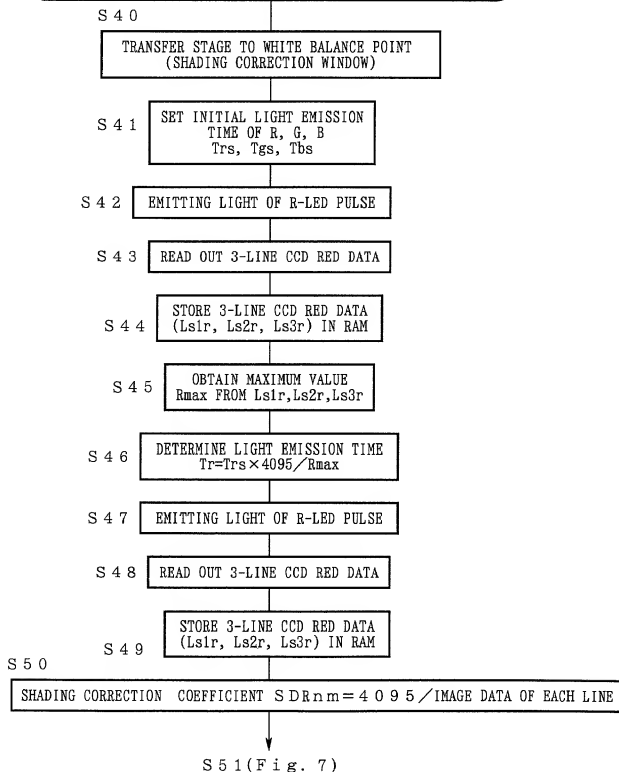 S40
TRANSFER STAGE TO WHITE BALANCE POINT
(SHADING CORRECTION WINDOW)
S41
SET INITIAL LIGHT EMISSION
TIME OF R, G, B
Trs, Tgs, Tbs
S42
EMITTING LIGHT OF R-LED PULSE
S43
READ OUT 3-LINE CCD RED DATA
S44
STORE 3-LINE CCD RED DATA
(Ls1r, Ls2r, Ls3r) IN RAM
S45
OBTAIN MAXIMUM VALUE
Rmax FROM Ls1r,Ls2r,Ls3r
S46
DETERMINE LIGHT EMISSION TIME
Tr=Trs×4095/Rmax
S47
EMITTING LIGHT OF R-LED PULSE
S48
READ OUT 3-LINE CCD RED DATA
S49
STORE 3-LINE CCD RED DATA
(Ls1r, Ls2r, Ls3r) IN RAM
S50
SHADING CORRECTION COEFFICIENT SDRnm=4095/IMAGE DATA OF EACH LINE
S51(Fig. 7)